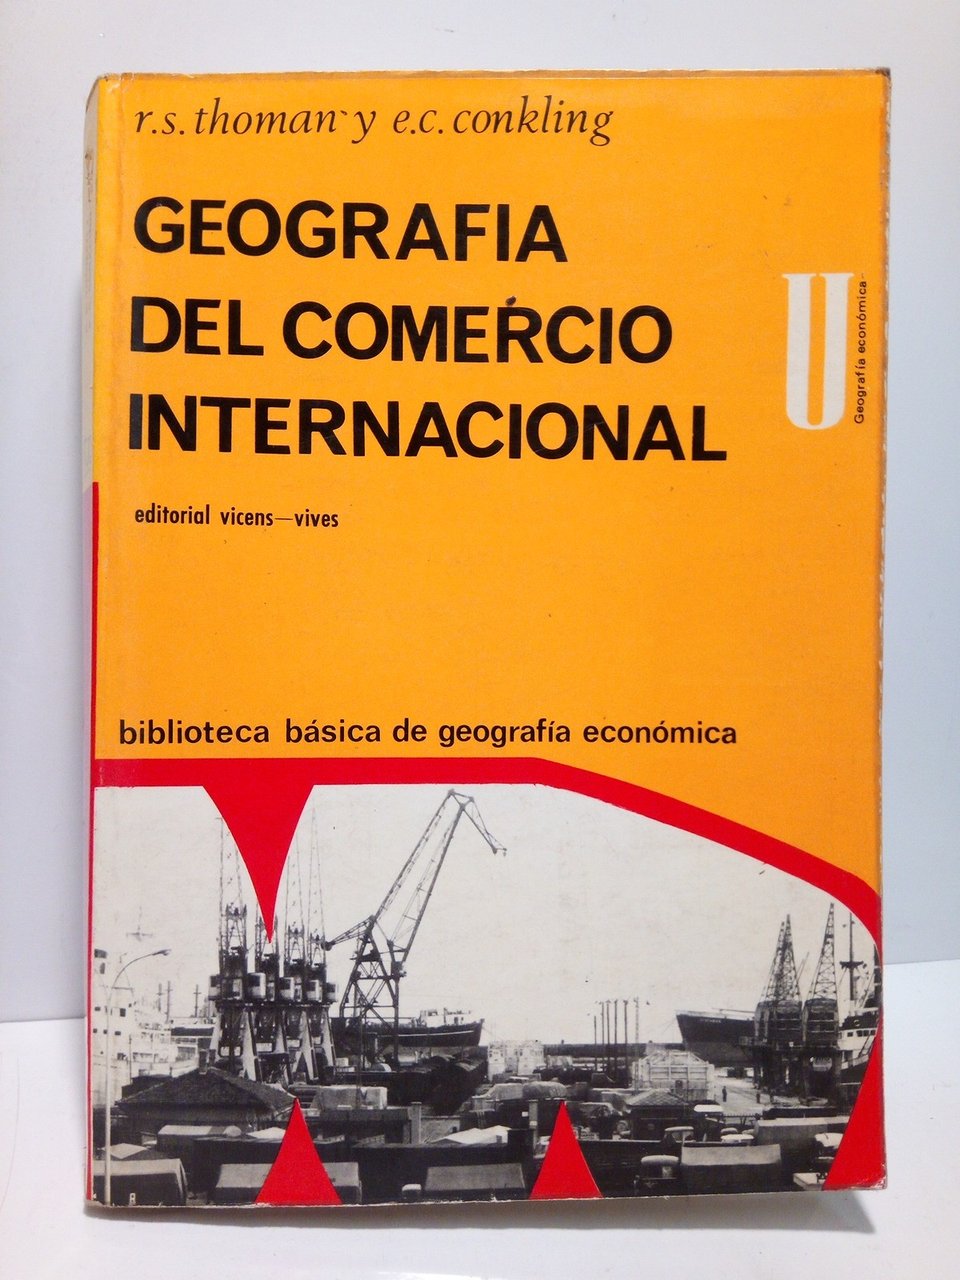 r.s. thoman y e.c. conkling
GEOGRAFIA
DEL COMERCIO
INTERNACIONAL
U
Geografía económica
editorial vicens—vives
biblioteca básica de geografía económica